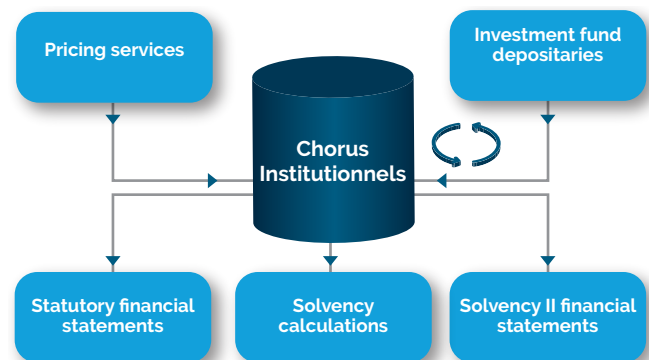 Pricing services
Investment fund
depositaries
Chorus
Institutionnels
Statutory financial
statements
Solvency
calculations
Solvency II financial
statements